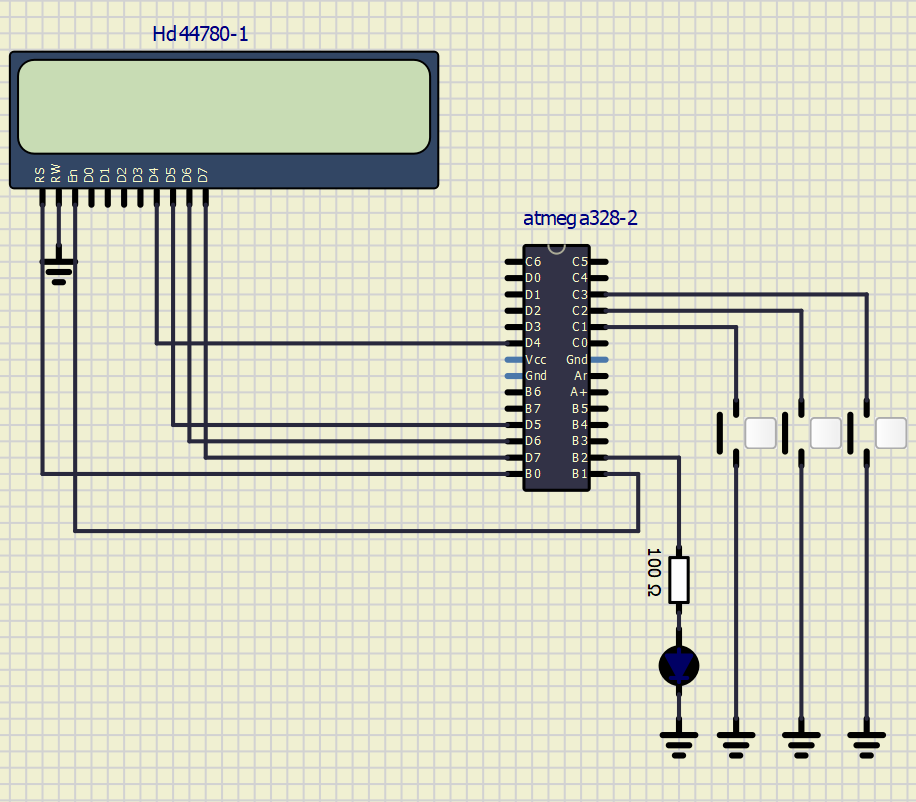 Hd44780-1
RS RW En D0 D1 D2 D3 D4 D5 D6 D7
atmega328-2
C6 C5
D0 C4
D1 C3
D2 C2
D3 C1
D4 C0
Vcc Gnd
Gnd Ar
B6 A+
B7 B5
D5 B4
D6 B3
D7 B2
B0 B1
100 Ω